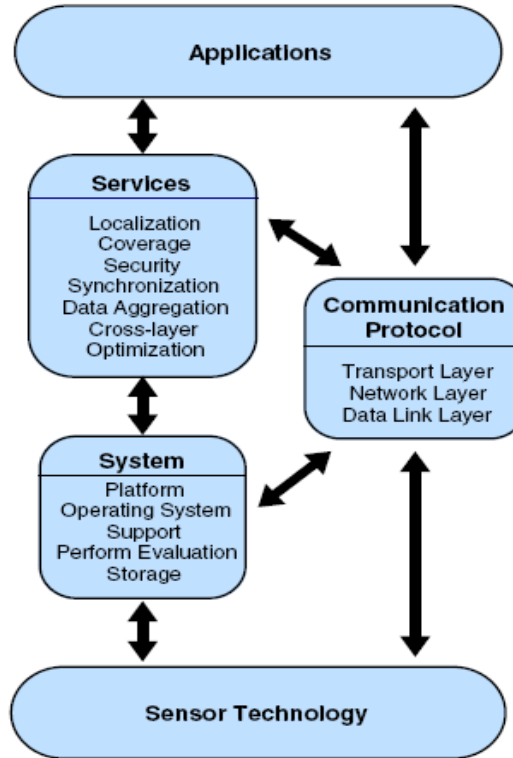 Applications
Services
Localization
Coverage
Security
Synchronization
Data Aggregation
Cross-layer
Optimization
Communication
Protocol
Transport Layer
Network Layer
Data Link Layer
System
Platform
Operating System
Support
Perform Evaluation
Storage
Sensor Technology